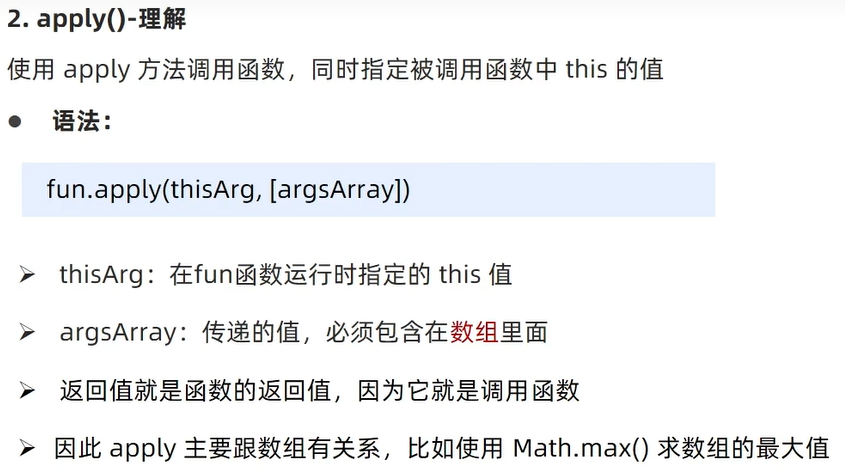 2. apply()-理解
使用 apply 方法调用函数，同时指定被调用函数中 this 的值
● 语法：
fun.apply(thisArg, [argsArray])
➢ thisArg：在fun函数运行时指定的 this 值
➢ argsArray：传递的值，必须包含在数组里面
➢ 返回值就是函数的返回值，因为它就是调用函数
➢ 因此 apply 主要跟数组有关系，比如使用 Math.max() 求数组的最大值